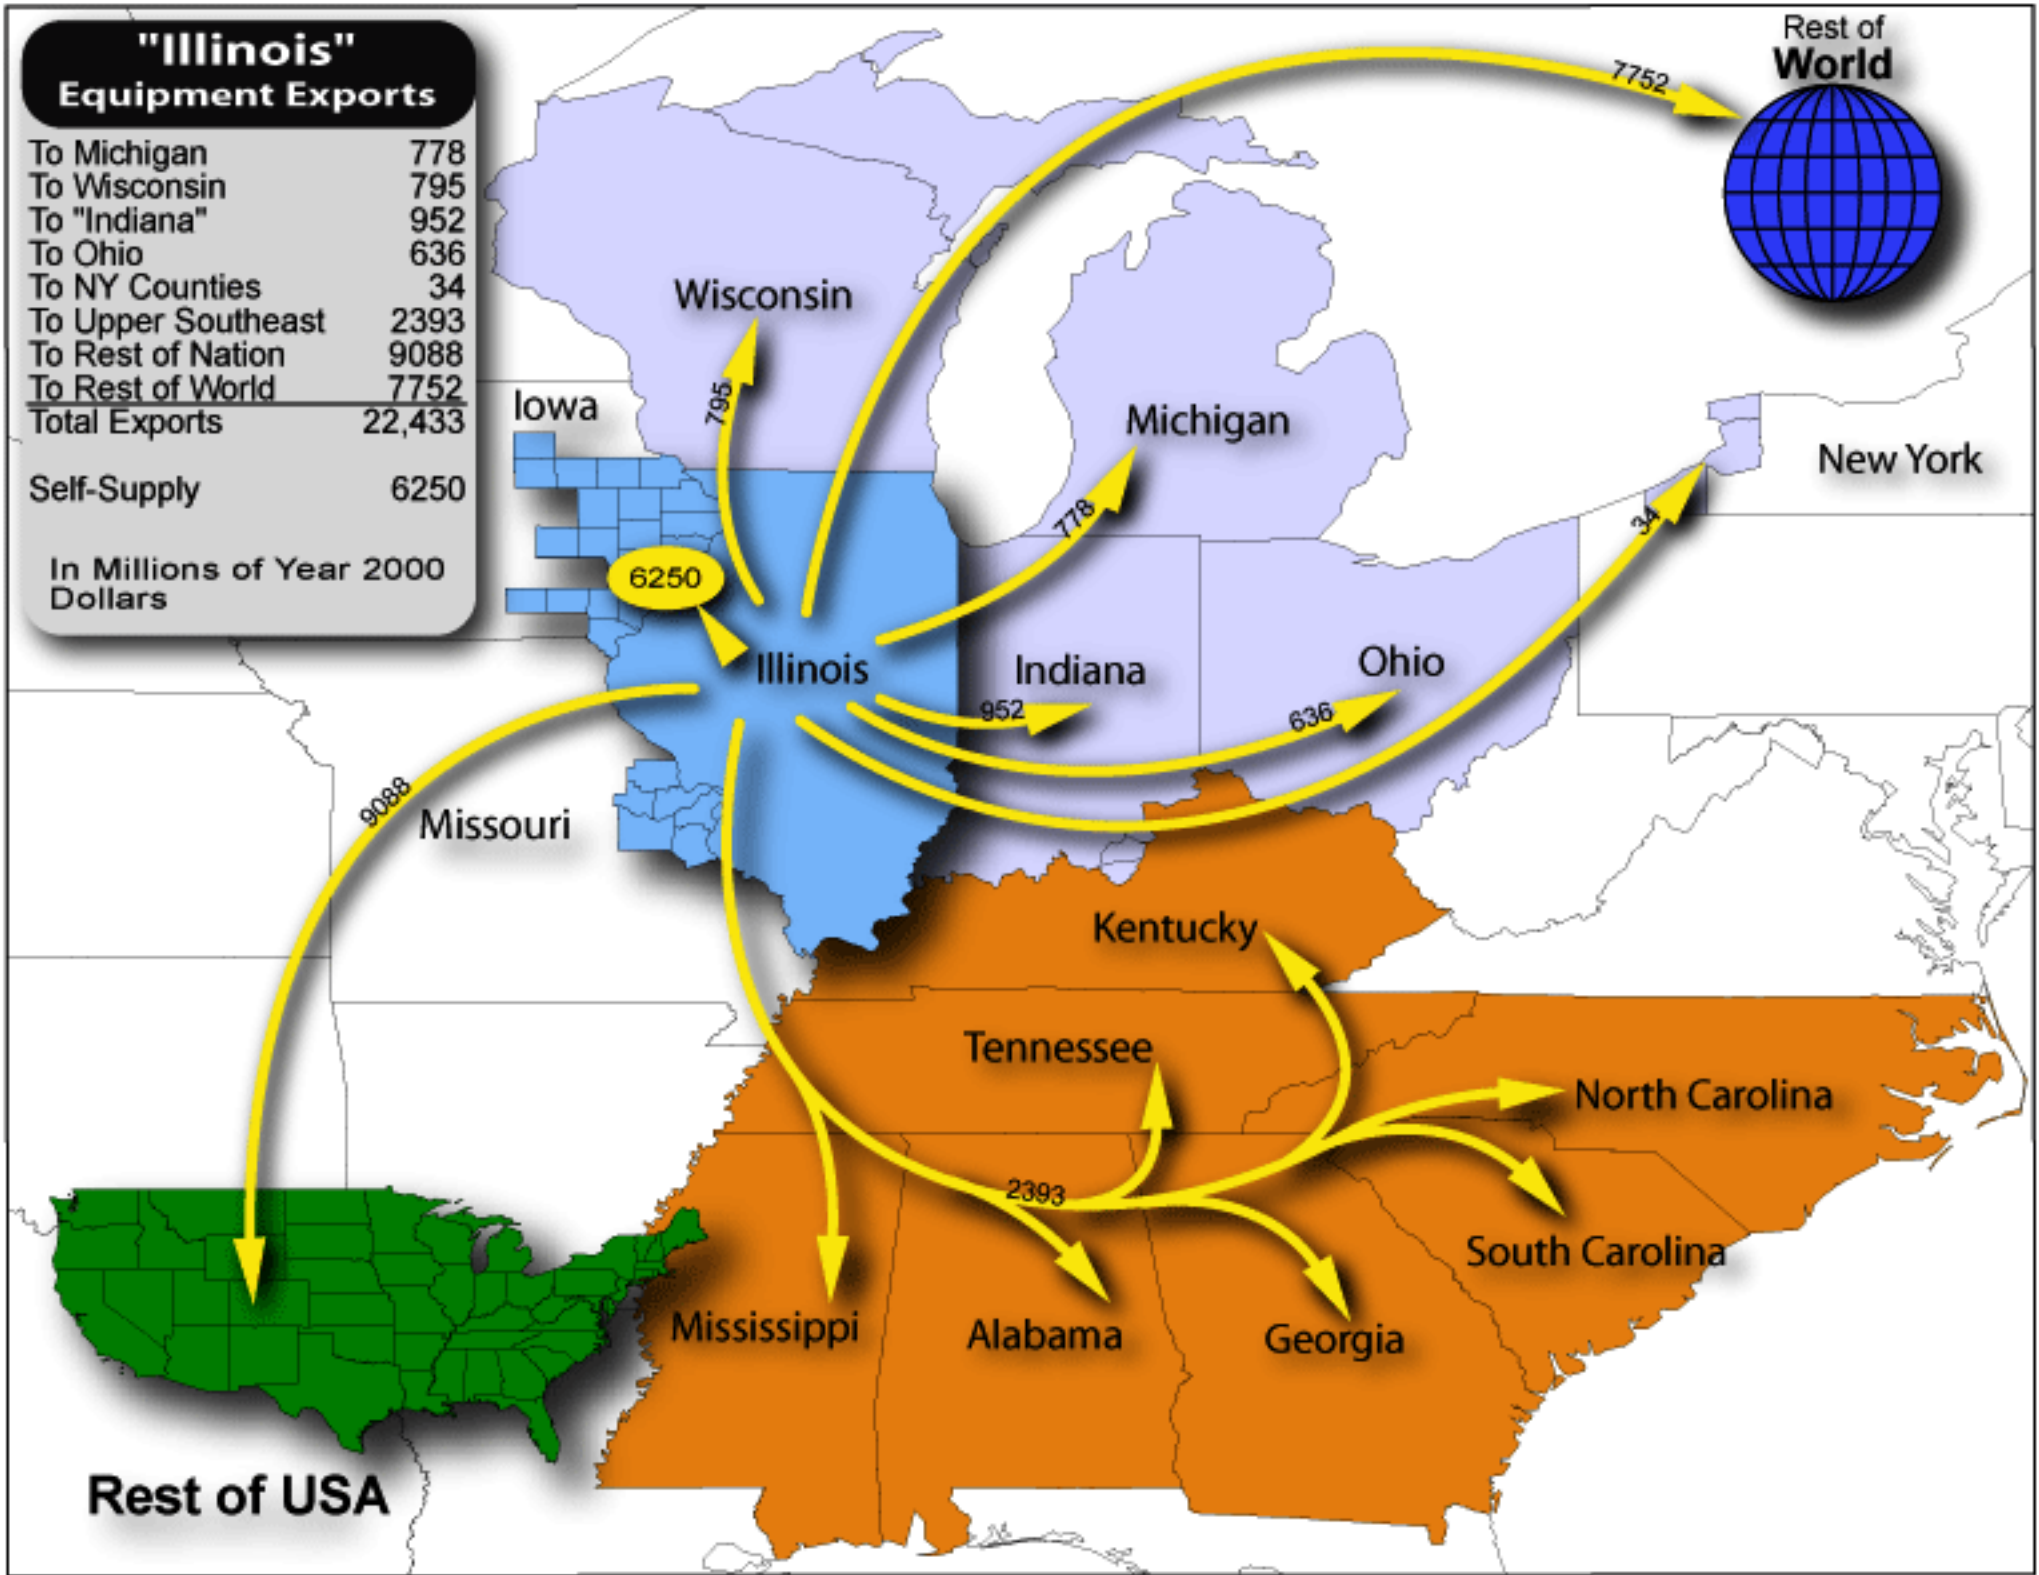 "Illinois"
Equipment Exports
To Michigan 778
To Wisconsin 795
To "Indiana" 952
To Ohio 636
To NY Counties 34
To Upper Southeast 2393
To Rest of Nation 9088
To Rest of World 7752
Total Exports 22,433
Self-Supply 6250
In Millions of Year 2000
Dollars
Rest of
World
7752
Wisconsin
795
Iowa
Michigan
778
New York
34
6250
Illinois
Indiana
952
Ohio
636
9088
Missouri
Kentucky
Tennessee
North Carolina
2393
South Carolina
Mississippi
Alabama
Georgia
Rest of USA